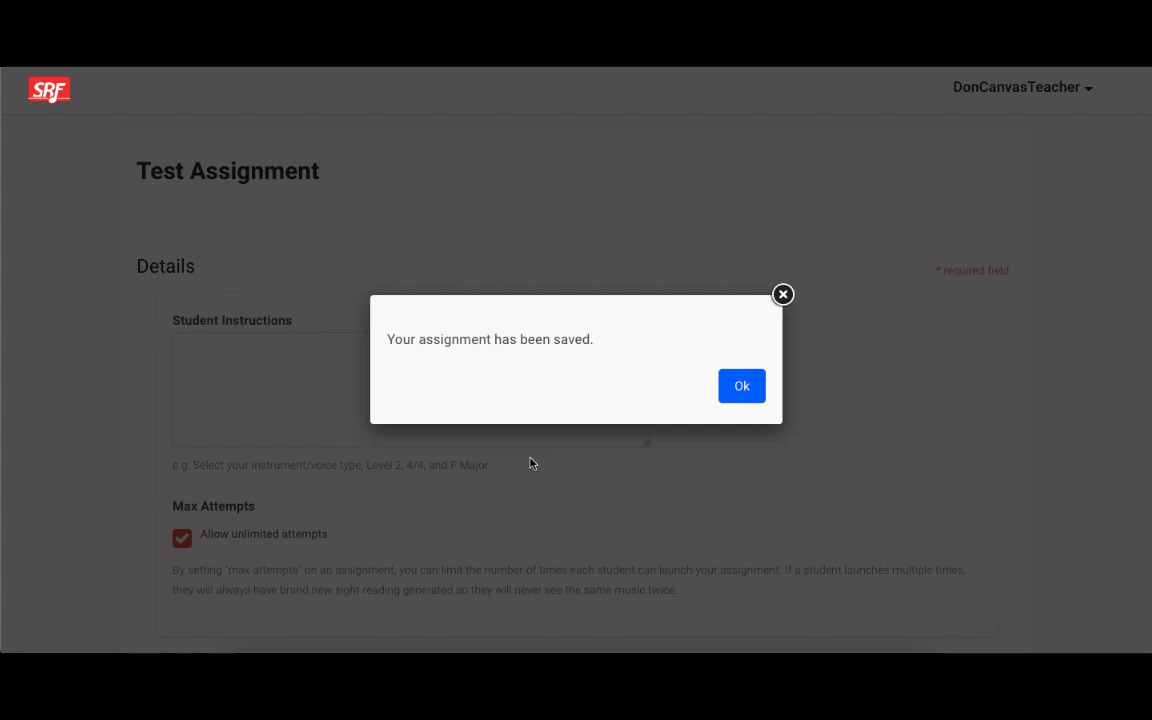 SRF
DonCanvasTeacher
Test Assignment
Details
* required field
Student Instructions
Your assignment has been saved.
Ok
e.g. Select your instrument/voice type, Level 2, 4/4, and F Major
Max Attempts
Allow unlimited attempts
By setting "max attempts" on an assignment, you can limit the number of times each student can launch your assignment. If a student launches multiple times,
they will always have brand new sight reading generated so they will never see the same music twice.